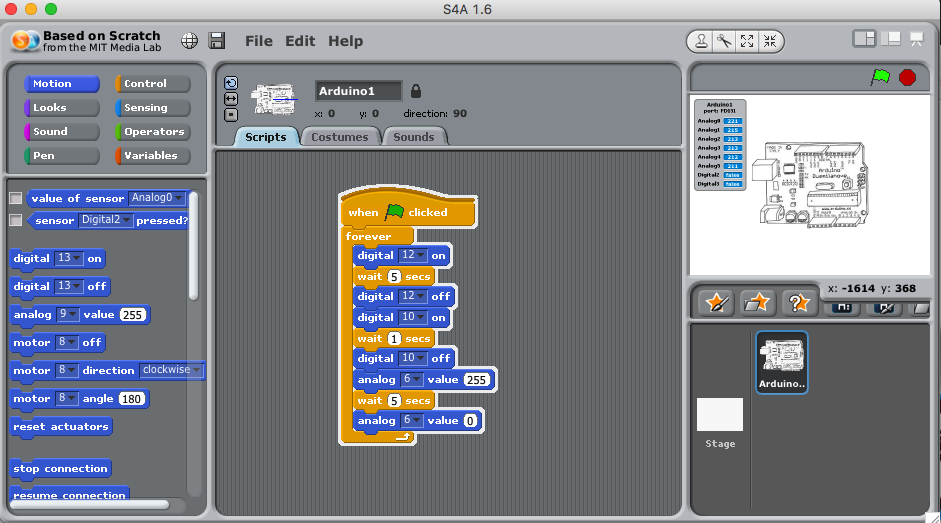 S4A 1.6
Based on Scratch
from the MIT Media Lab
File Edit Help
Motion
Control
Looks
Sensing
Sound
Operators
Pen
Variables
value of sensor Analog0
sensor Digital2 pressed?
digital 13 on
digital 13 off
analog 9 value 255
motor 8 off
motor 8 direction clockwise
motor 8 angle 180
reset actuators
stop connection
resume connection
Arduino1
x: 0 y: 0 direction: 90
Scripts
Costumes
Sounds
when clicked
forever
digital 12 on
wait 5 secs
digital 12 off
digital 10 on
wait 1 secs
digital 10 off
analog 6 value 255
wait 5 secs
analog 6 value 0
Arduino1
Analog0 221
Analog1 215
Analog2 213
Analog3 213
Analog4 212
Analog5 211
Digital2 false
Digital3 false
Arduino
Duemilanove
x: -1614 y: 368
Arduino..
Stage